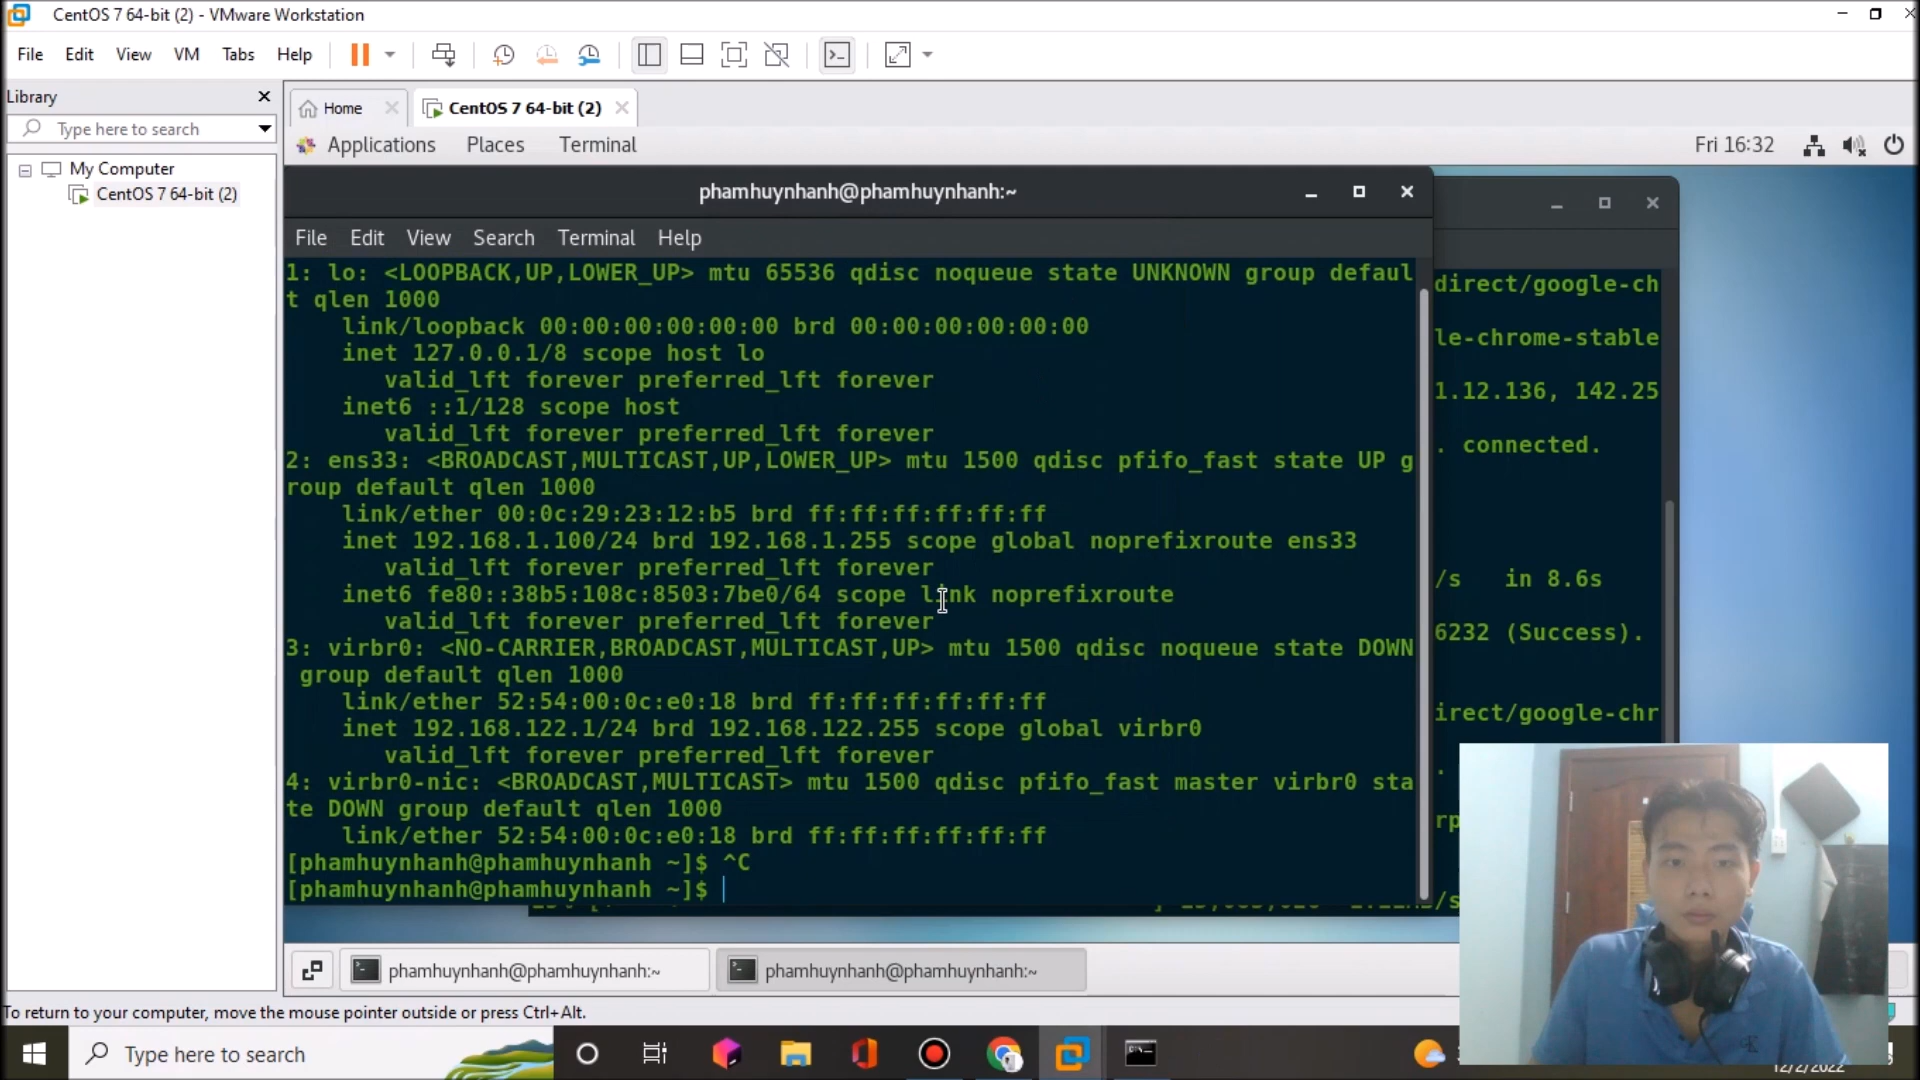 CentOS 7 64-bit (2) - VMware Workstation
File Edit View VM Tabs Help
Library
Type here to search
My Computer
CentOS 7 64-bit (2)
Home
CentOS 7 64-bit (2)
Applications Places Terminal
Fri 16:32
phamhuynhanh@phamhuynhanh:~
File Edit View Search Terminal Help
1: lo: <LOOPBACK,UP,LOWER_UP> mtu 65536 qdisc noqueue state UNKNOWN group defaul
t qlen 1000
link/loopback 00:00:00:00:00:00 brd 00:00:00:00:00:00
inet 127.0.0.1/8 scope host lo
valid_lft forever preferred_lft forever
inet6 ::1/128 scope host
valid_lft forever preferred_lft forever
2: ens33: <BROADCAST,MULTICAST,UP,LOWER_UP> mtu 1500 qdisc pfifo_fast state UP g
roup default qlen 1000
link/ether 00:0c:29:23:12:b5 brd ff:ff:ff:ff:ff:ff
inet 192.168.1.100/24 brd 192.168.1.255 scope global noprefixroute ens33
valid_lft forever preferred_lft forever
inet6 fe80::38b5:108c:8503:7be0/64 scope link noprefixroute
valid_lft forever preferred_lft forever
3: virbr0: <NO-CARRIER,BROADCAST,MULTICAST,UP> mtu 1500 qdisc noqueue state DOWN
group default qlen 1000
link/ether 52:54:00:0c:e0:18 brd ff:ff:ff:ff:ff:ff
inet 192.168.122.1/24 brd 192.168.122.255 scope global virbr0
valid_lft forever preferred_lft forever
4: virbr0-nic: <BROADCAST,MULTICAST> mtu 1500 qdisc pfifo_fast master virbr0 sta
te DOWN group default qlen 1000
link/ether 52:54:00:0c:e0:18 brd ff:ff:ff:ff:ff:ff
[phamhuynhanh@phamhuynhanh ~]$ ^C
[phamhuynhanh@phamhuynhanh ~]$
direct/google-ch
le-chrome-stable
1.12.136, 142.25
. connected.
/s in 8.6s
6232 (Success).
irect/google-chr
phamhuynhanh@phamhuynhanh:~
phamhuynhanh@phamhuynhanh:~
To return to your computer, move the mouse pointer outside or press Ctrl+Alt.
Type here to search
12/2/2022